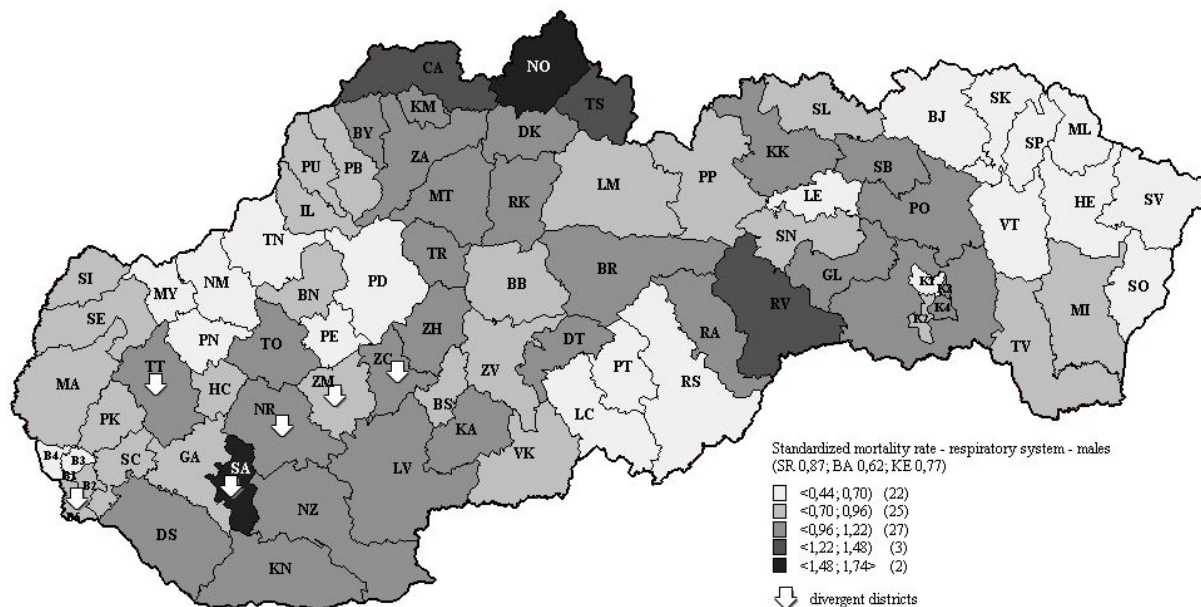 NO
CA
TS
KM
BY
DK
SL
SK
BJ
ML
SP
PU
PB
ZA
KK
SB
LM
PP
MT
RK
LE
HE
SV
IL
PO
VT
TN
SN
TR
BR
BB
GL
SI
NM
PD
MY
BN
K1
K3
RV
SO
K4
K2
MI
SE
PN
TO
PE
ZH
DT
RA
TV
TT
ZC
ZV
PT
RS
MA
HC
ZM
BS
LC
PK
NR
KA
B4
B3
SC
GA
SA
LV
VK
B1
B2
B5
DS
NZ
KN
Standardized mortality rate - respiratory system - males
(SR 0,87; BA 0,62; KE 0,77)
<0,44; 0,70) (22)
<0,70; 0,96) (25)
<0,96; 1,22) (27)
<1,22; 1,48) (3)
<1,48; 1,74> (2)
divergent districts